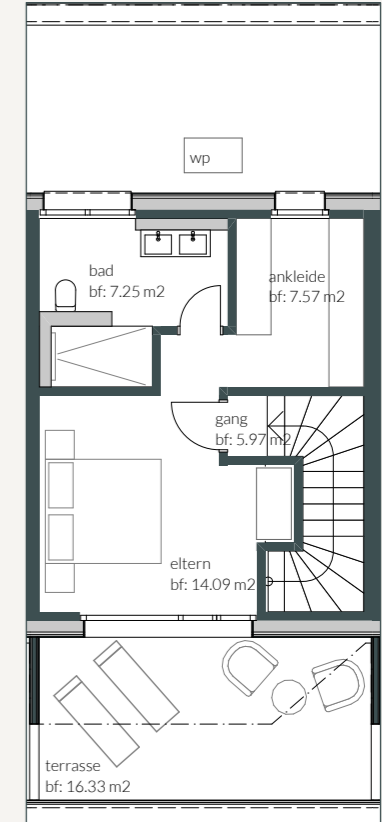 wp
bad
bf: 7.25 m2
ankleide
bf: 7.57 m2
gang
bf: 5.97 m2
eltern
bf: 14.09 m2
terrasse
bf: 16.33 m2